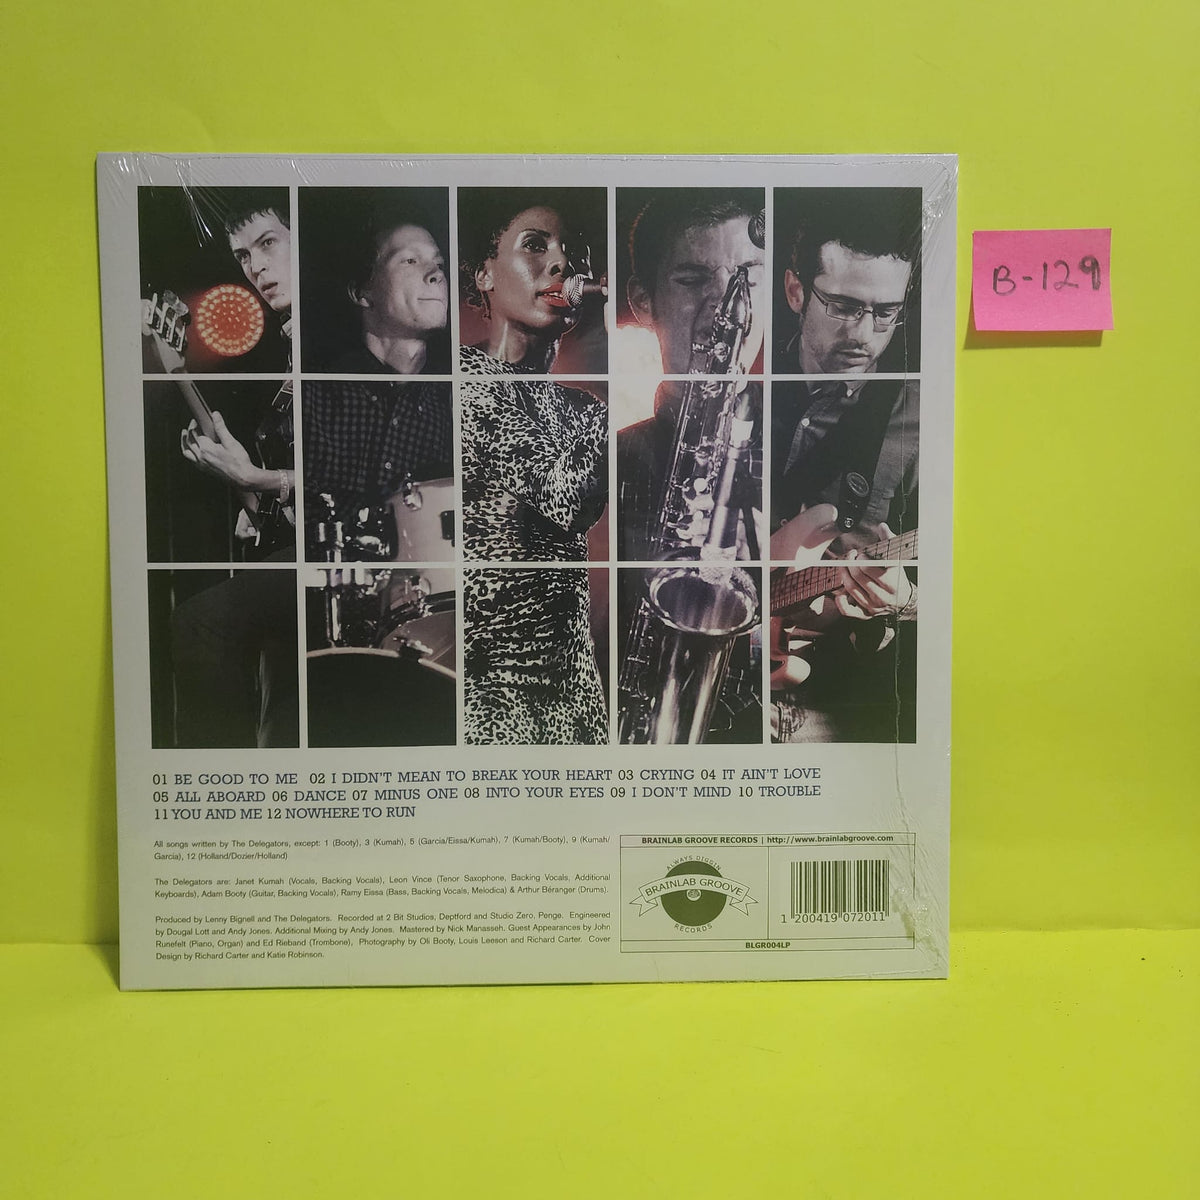 B-129
01 BE GOOD TO ME 02 I DIDN'T MEAN TO BREAK YOUR HEART 03 CRYING 04 IT AIN'T LOVE
05 ALL ABOARD 06 DANCE 07 MINUS ONE 08 INTO YOUR EYES 09 I DON'T MIND 10 TROUBLE
11 YOU AND ME 12 NOWHERE TO RUN
All songs written by The Delegators, except: 1 (Booty), 3 (Kumah), 5 (Garcia/Eissa/Kumah), 7 (Kumah/Booty), 9 (Kumah/
Garcia), 12 (Holland/Dozier/Holland)
The Delegators are: Janet Kumah (Vocals, Backing Vocals), Leon Vince (Tenor Saxophone, Backing Vocals, Additional
Keyboards), Adam Booty (Guitar, Backing Vocals), Ramy Eissa (Bass, Backing Vocals, Melodica) & Arthur Béranger (Drums).
Produced by Lenny Bignell and The Delegators. Recorded at 2 Bit Studios, Deptford and Studio Zero, Penge. Engineered
by Dougal Lott and Andy Jones. Additional Mixing by Andy Jones. Mastered by Nick Manasseh. Guest Appearances by John
Runefelt (Piano, Organ) and Ed Rieband (Trombone), Photography by Oli Booty, Louis Leeson and Richard Carter. Cover
Design by Richard Carter and Katie Robinson.
BRAINLAB GROOVE RECORDS | http://www.brainlabgroove.com
ALWAYS DIGGIN'
BRAINLAB GROOVE
RECORDS
1 200419 072011
BLGR004LP